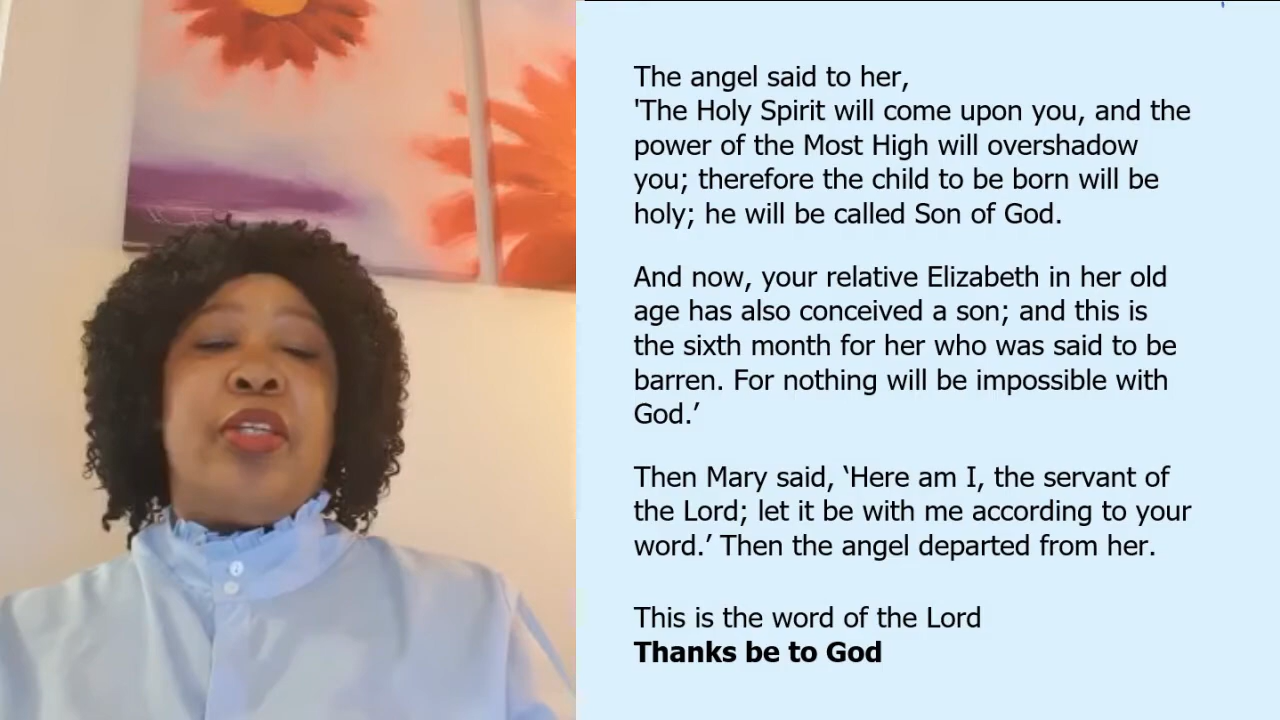 The angel said to her,
'The Holy Spirit will come upon you, and the
power of the Most High will overshadow
you; therefore the child to be born will be
holy; he will be called Son of God.
And now, your relative Elizabeth in her old
age has also conceived a son; and this is
the sixth month for her who was said to be
barren. For nothing will be impossible with
God.’
Then Mary said, ‘Here am I, the servant of
the Lord; let it be with me according to your
word.’ Then the angel departed from her.
This is the word of the Lord
Thanks be to God